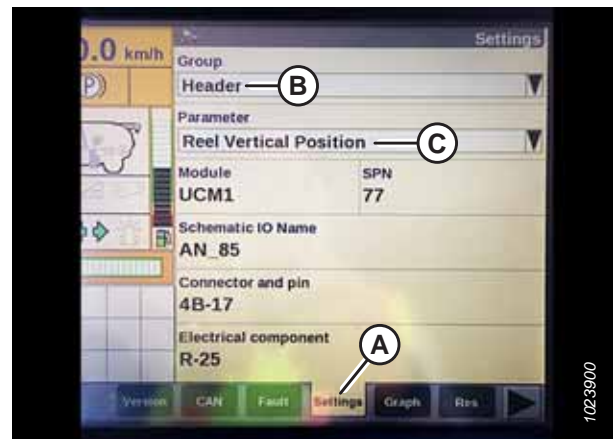 0.0 km/h
Settings
Group
Header
B
Parameter
Reel Vertical Position
C
Module SPN
UCM1 77
Schematic IO Name
AN_85
Connector and pin
4B-17
Electrical component
R-25
A
Version CAN Fault Settings Graph Res
1023900